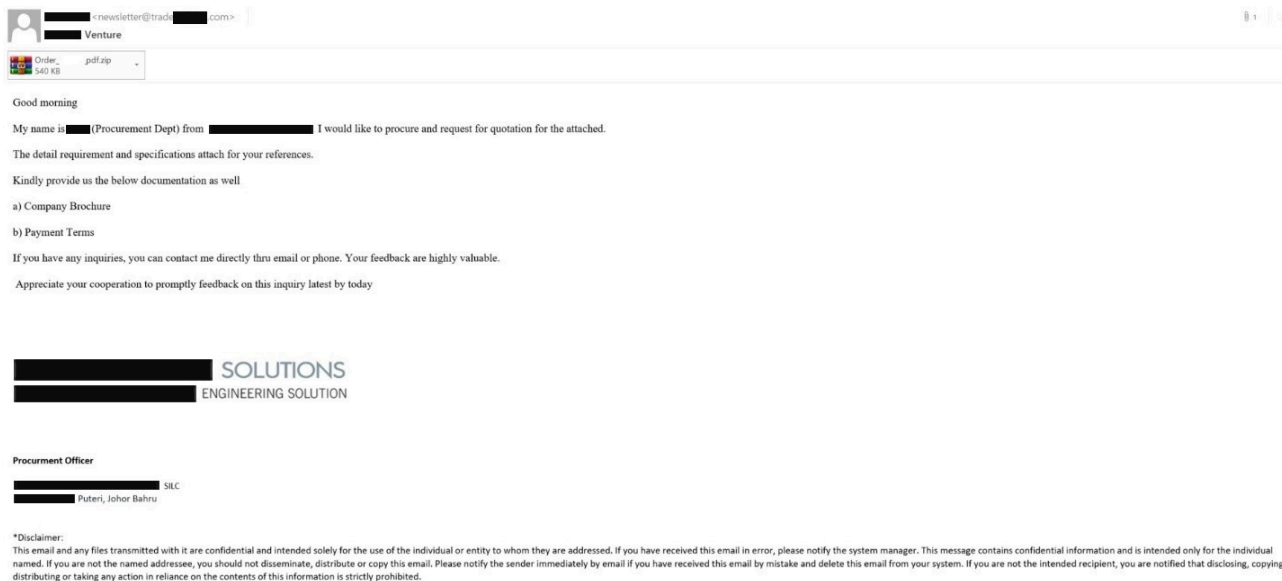 <newsletter@trade .com>
1
Venture
Order_ pdf.zip
540 KB
Good morning
My name is (Procurement Dept) from I would like to procure and request for quotation for the attached.
The detail requirement and specifications attach for your references.
Kindly provide us the below documentation as well
a) Company Brochure
b) Payment Terms
If you have any inquiries, you can contact me directly thru email or phone. Your feedback are highly valuable.
Appreciate your cooperation to promptly feedback on this inquiry latest by today
SOLUTIONS
ENGINEERING SOLUTION
Procurment Officer
SILC
Puteri, Johor Bahru
*Disclaimer:
This email and any files transmitted with it are confidential and intended solely for the use of the individual or entity to whom they are addressed. If you have received this email in error, please notify the system manager. This message contains confidential information and is intended only for the individual
named. If you are not the named addressee, you should not disseminate, distribute or copy this email. Please notify the sender immediately by email if you have received this email by mistake and delete this email from your system. If you are not the intended recipient, you are notified that disclosing, copying
distributing or taking any action in reliance on the contents of this information is strictly prohibited.